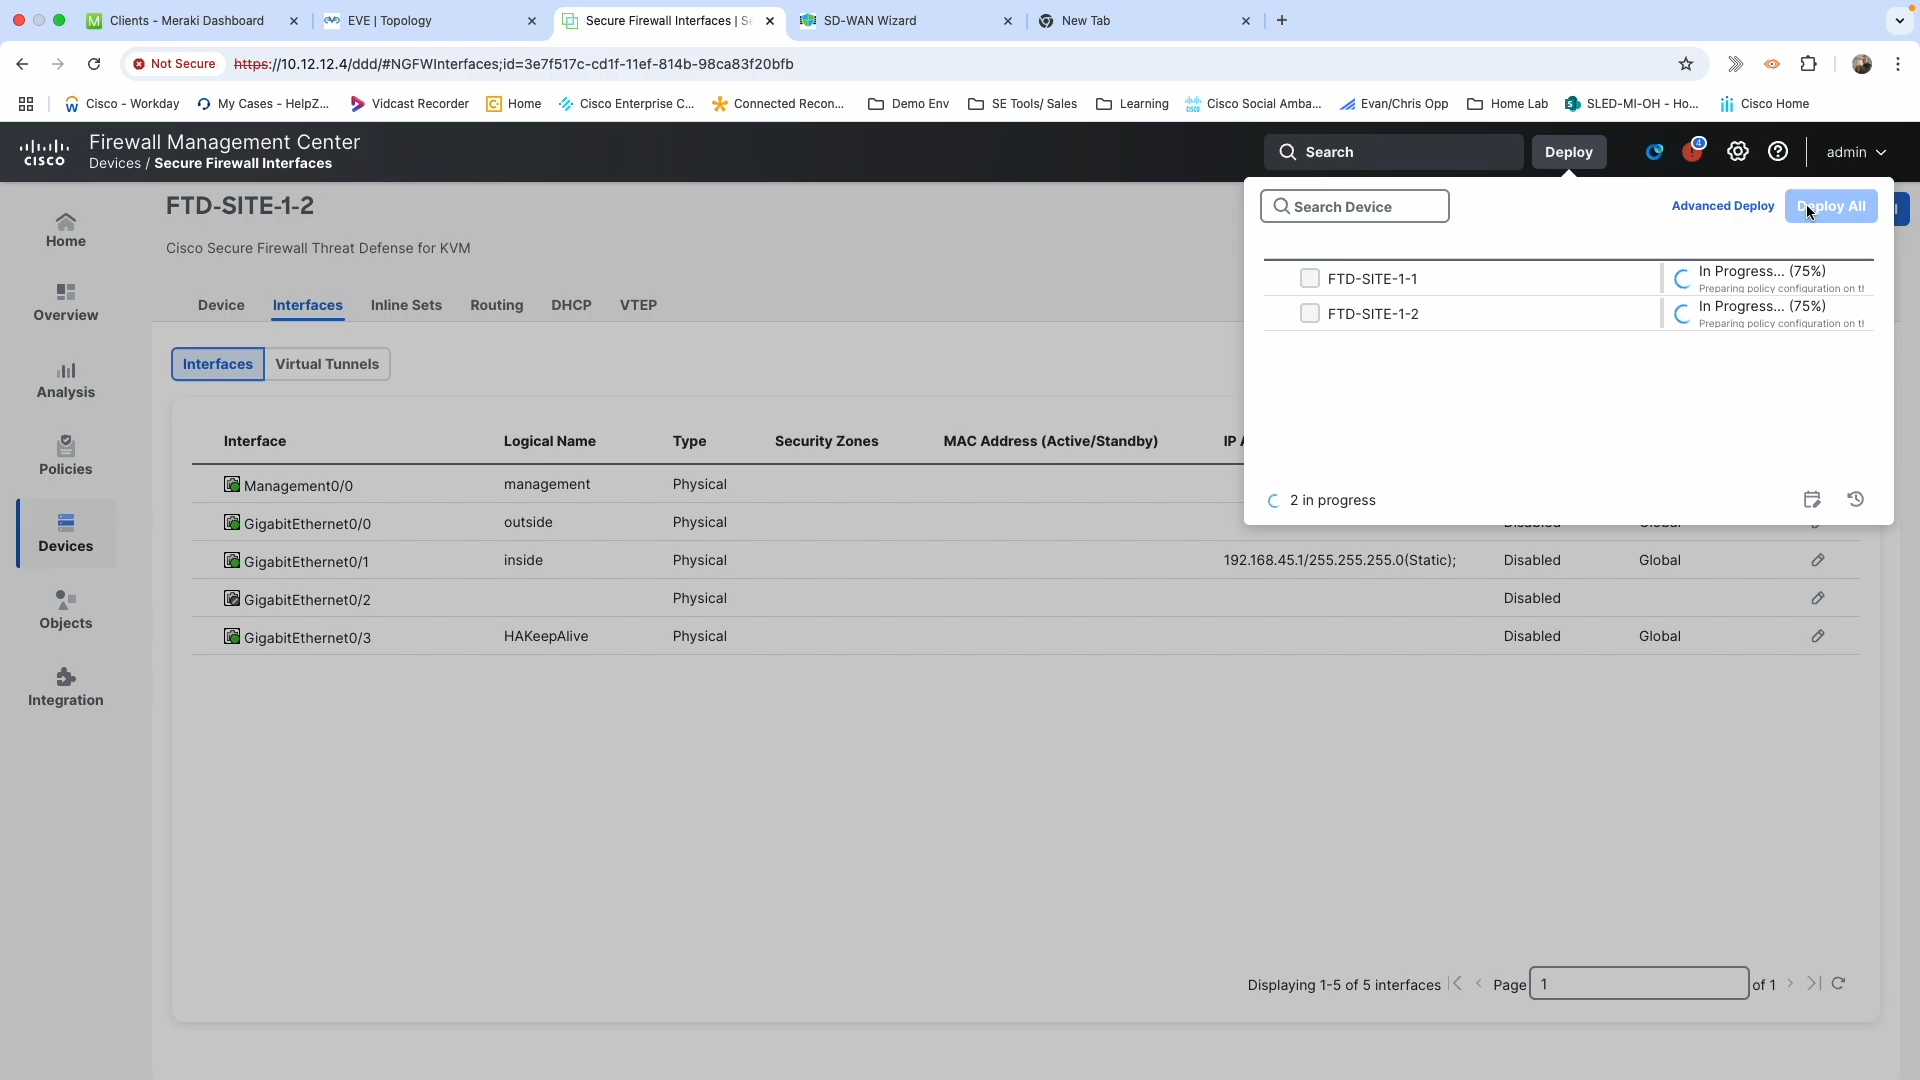 Clients - Meraki Dashboard
EVE | Topology
Secure Firewall Interfaces | S
SD-WAN Wizard
New Tab
Not Secure
https://10.12.12.4/ddd/#NGFWInterfaces;id=3e7f517c-cd1f-11ef-814b-98ca83f20bfb
Cisco - Workday
My Cases - HelpZ...
Vidcast Recorder
Home
Cisco Enterprise C...
Connected Recon...
Demo Env
SE Tools/ Sales
Learning
Cisco Social Amba...
Evan/Chris Opp
Home Lab
SLED-MI-OH - Ho...
Cisco Home
CISCO
Firewall Management Center
Devices / Secure Firewall Interfaces
Search
Deploy
4
admin
FTD-SITE-1-2
Cisco Secure Firewall Threat Defense for KVM
Home
Overview
Analysis
Policies
Devices
Objects
Integration
Device
Interfaces
Inline Sets
Routing
DHCP
VTEP
Interfaces
Virtual Tunnels
Search Device
Advanced Deploy
Deploy All
FTD-SITE-1-1
In Progress... (75%)
Preparing policy configuration on th
FTD-SITE-1-2
In Progress... (75%)
Preparing policy configuration on th
2 in progress
Interface Logical Name Type Security Zones MAC Address (Active/Standby) IP A
Management0/0 management Physical
GigabitEthernet0/0 outside Physical Disabled Global
GigabitEthernet0/1 inside Physical 192.168.45.1/255.255.255.0(Static); Disabled Global
GigabitEthernet0/2 Physical Disabled
GigabitEthernet0/3 HAKeepAlive Physical Disabled Global
Displaying 1-5 of 5 interfaces Page 1 of 1